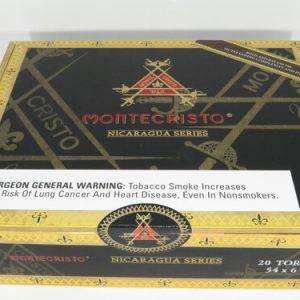 MONTECRISTO
NICARAGUA SERIES
CRISTO
MO
RGEON GENERAL WARNING: Tobacco Smoke Increases
Risk Of Lung Cancer And Heart Disease, Even In Nonsmokers.
MONTECRISTO
NICARAGUA SERIES
20 TOR
54 x 6